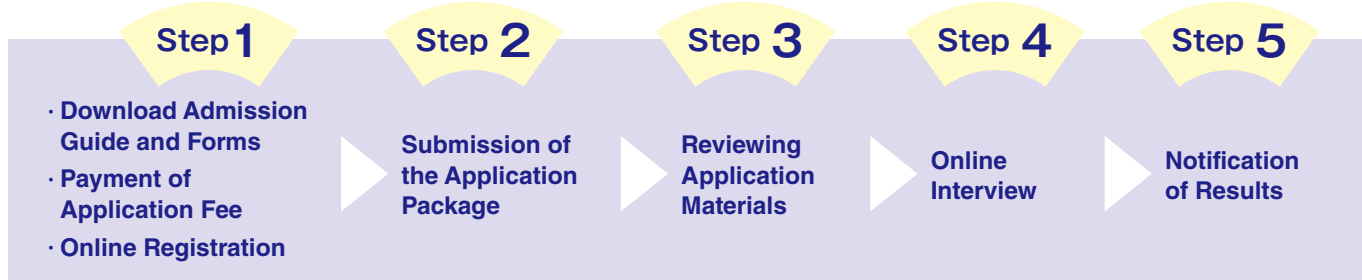 Step 1
· Download Admission
Guide and Forms
· Payment of
Application Fee
· Online Registration
Step 2
Submission of
the Application
Package
Step 3
Reviewing
Application
Materials
Step 4
Online
Interview
Step 5
Notification
of Results